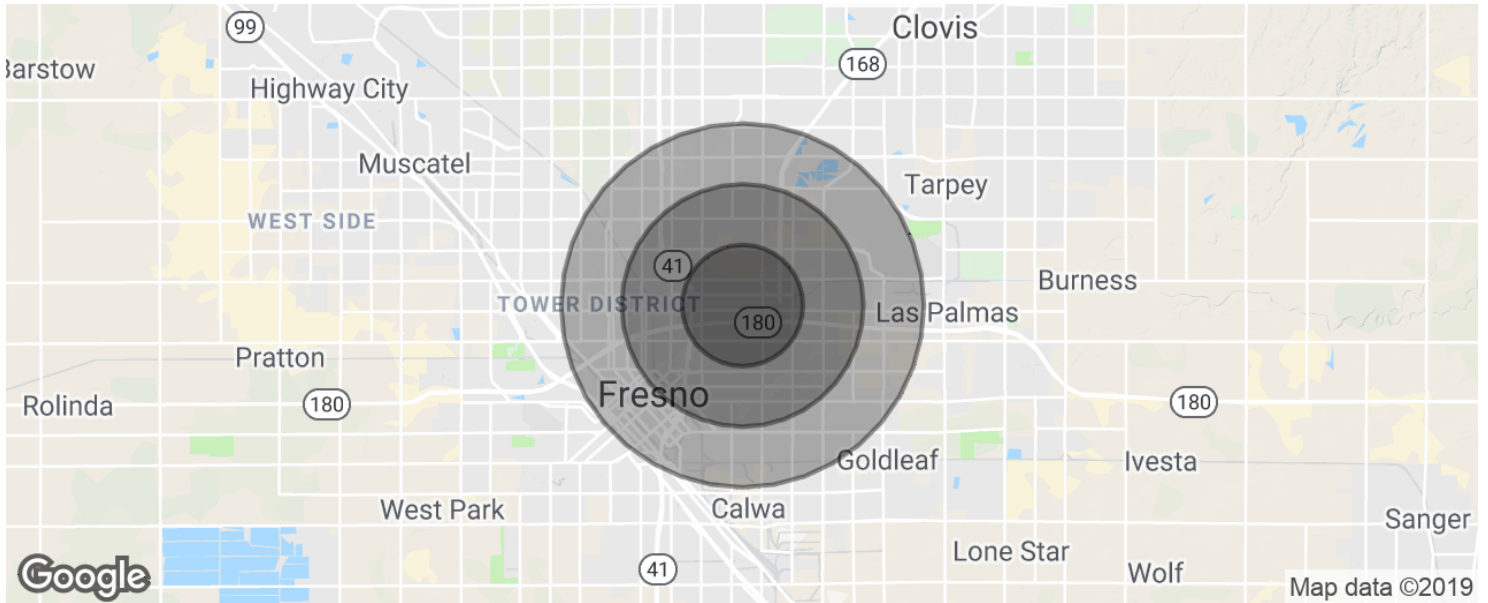 99
Clovis
168
Barstow
Highway City
Muscatel
Tarpey
WEST SIDE
41
Burness
TOWER DISTRICT
180
Las Palmas
Pratton
Fresno
Rolinda
180
180
Goldleaf
Ivesta
West Park
Calwa
Sanger
Lone Star
41
Wolf
Google
Map data ©2019